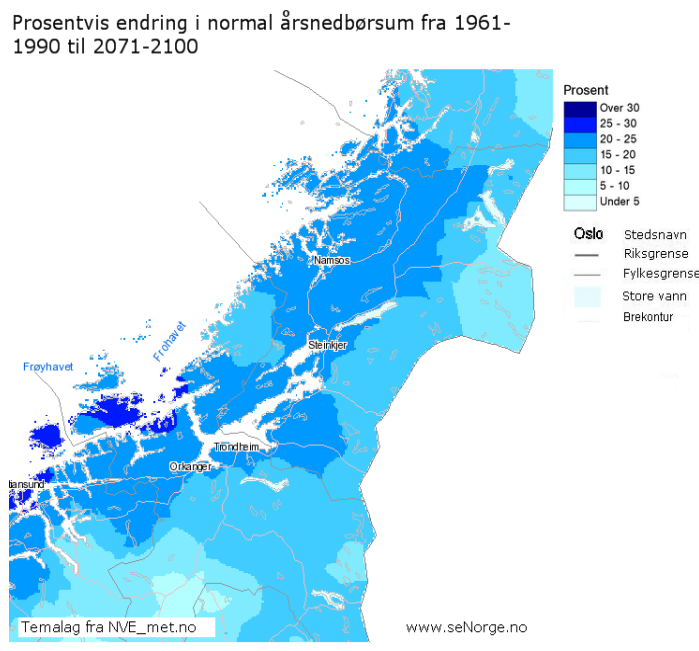 Prosentvis endring i normal årsnedbørsum fra 1961-
1990 til 2071-2100
Prosent
Over 30
25 - 30
20 - 25
15 - 20
10 - 15
5 - 10
Under 5
Oslo Stedsnavn
Riksgrense
Fylkesgrense
Store vann
Brekontur
Namsos
Steinkjer
Frohavet
Frøyhavet
Trondheim
Orkanger
tiansund
Temalag fra NVE_met.no
www.seNorge.no